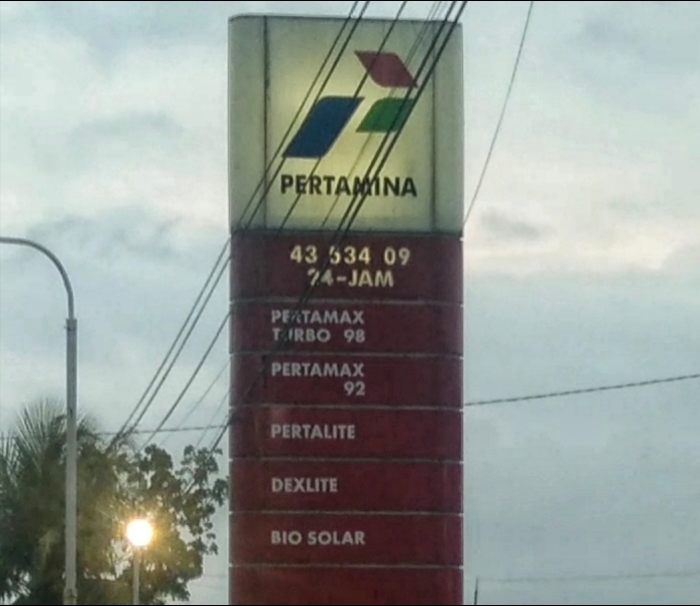 PERTAMINA
43 534 09
24-JAM
PERTAMAX
TURBO 98
PERTAMAX
92
PERTALITE
DEXLITE
BIO SOLAR